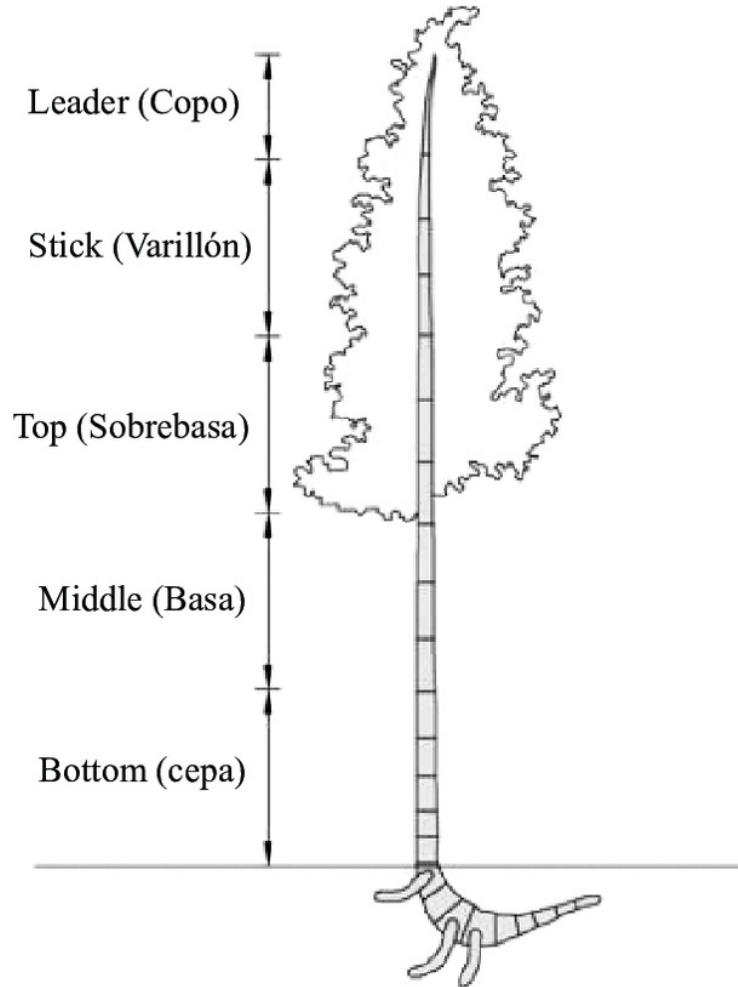 Leader (Copo)
Stick (Varillón)
Top (Sobrebasa)
Middle (Basa)
Bottom (cepa)